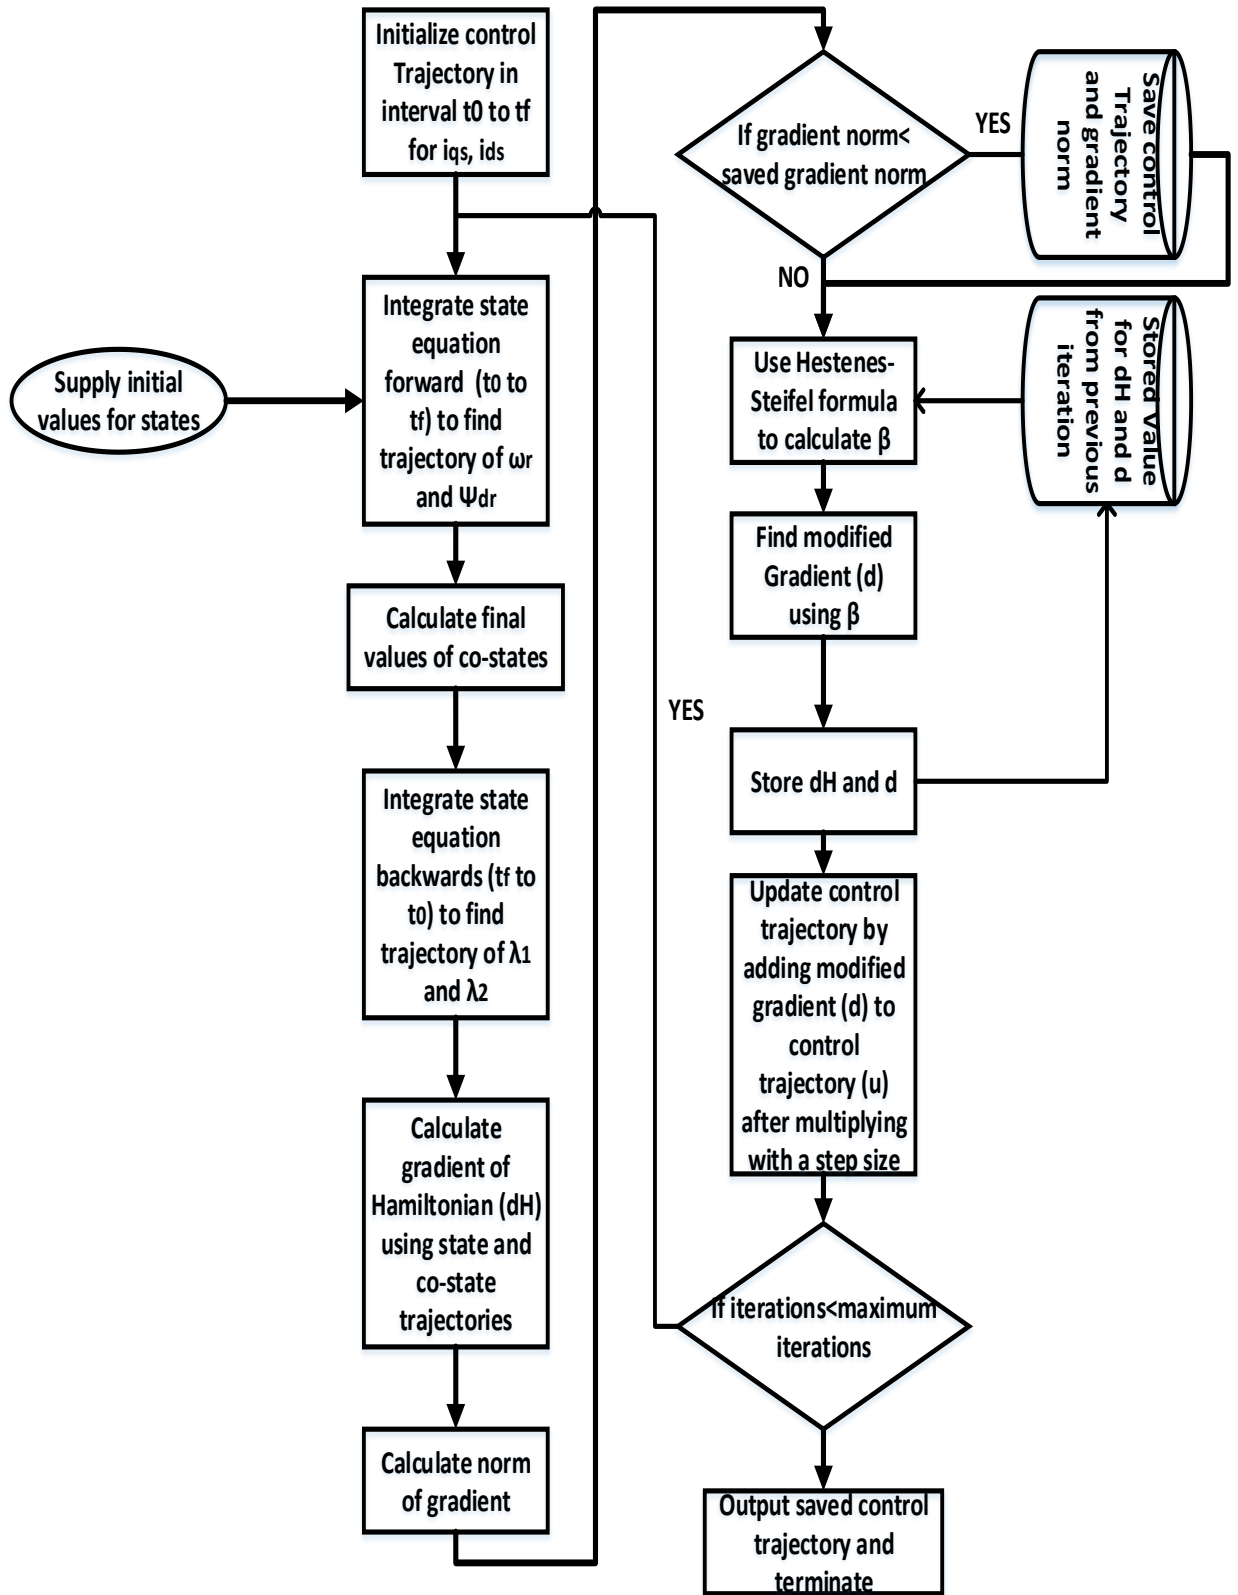 Initialize control
Trajectory in
interval t0 to tf
for iqs, ids
Supply initial
values for states
Integrate state
equation
forward (t0 to
tf) to find
trajectory of ωr
and Ψdr
Calculate final
values of co-states
Integrate state
equation
backwards (tf to
t0) to find
trajectory of λ1
and λ2
Calculate
gradient of
Hamiltonian (dH)
using state and
co-state
trajectories
Calculate norm
of gradient
If gradient norm<
saved gradient norm
YES
Save control
Trajectory
and gradient
norm
NO
Use Hestenes-
Steifel formula
to calculate β
Stored Value
for dH and d
from previous
iteration
Find modified
Gradient (d)
using β
YES
Store dH and d
Update control
trajectory by
adding modified
gradient (d) to
control
trajectory (u)
after multiplying
with a step size
If iterations<maximum
iterations
Output saved control
trajectory and
terminate